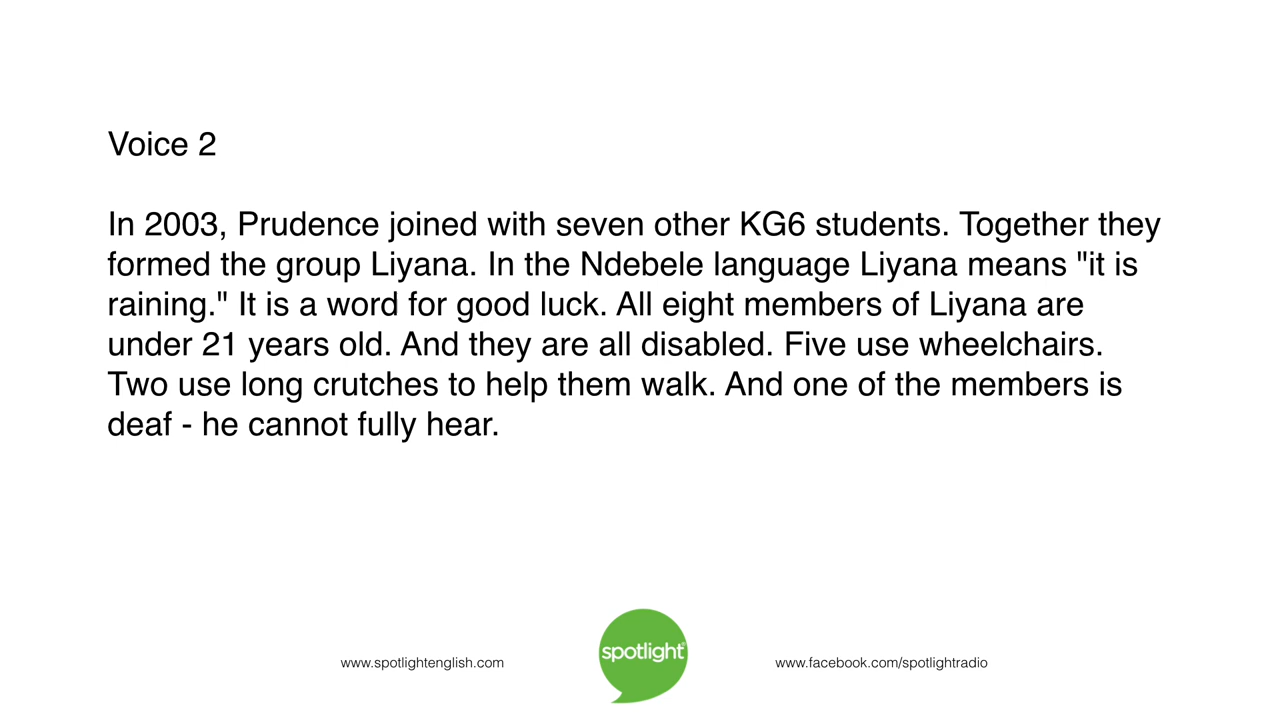 Voice 2
In 2003, Prudence joined with seven other KG6 students. Together they
formed the group Liyana. In the Ndebele language Liyana means "it is
raining." It is a word for good luck. All eight members of Liyana are
under 21 years old. And they are all disabled. Five use wheelchairs.
Two use long crutches to help them walk. And one of the members is
deaf - he cannot fully hear.
www.spotlightenglish.com
spotlight®
www.facebook.com/spotlightradio